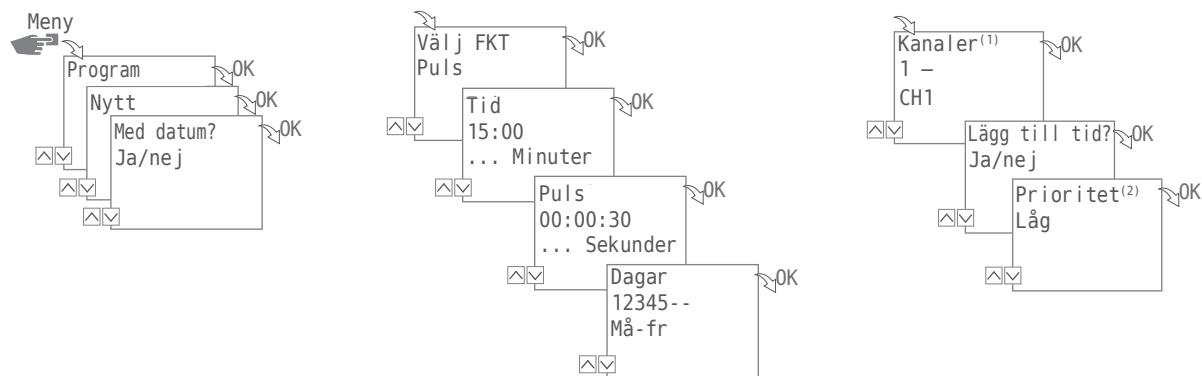 Meny
Program
OK
Nytt
OK
Med datum?
OK
Ja/nej
Välj FKT
OK
Puls
Tid
OK
15:00
... Minuter
Puls
OK
00:00:30
... Sekunder
Dagar
OK
12345--
Må-fr
Kanaler(1)
OK
1 –
CH1
Lägg till tid?
OK
Ja/nej
Prioritet(2)
OK
Låg